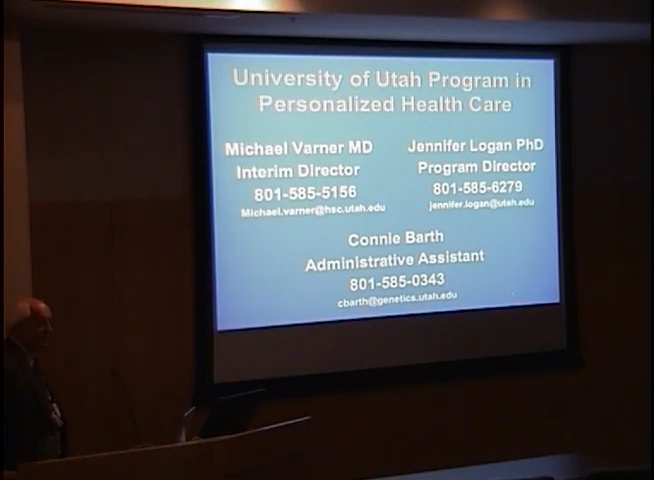 University of Utah Program in
Personalized Health Care
Michael Varner MD
Interim Director
801-585-5156
Michael.varner@hsc.utah.edu
Jennifer Logan PhD
Program Director
801-585-6279
jennifer.logan@utah.edu
Connie Barth
Administrative Assistant
801-585-0343
cbarth@genetics.utah.edu